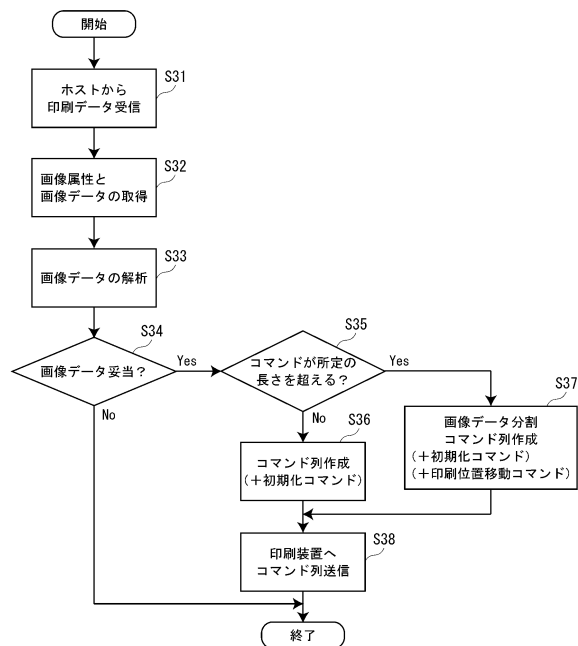 開始
S31
ホストから
印刷データ受信
S32
画像属性と
画像データの取得
S33
画像データの解析
S34
画像データ妥当？
Yes
No
S35
コマンドが所定の
長さを超える？
Yes
No
S36
コマンド列作成
(＋初期化コマンド)
S37
画像データ分割
コマンド列作成
(＋初期化コマンド)
(＋印刷位置移動コマンド)
S38
印刷装置へ
コマンド列送信
終了